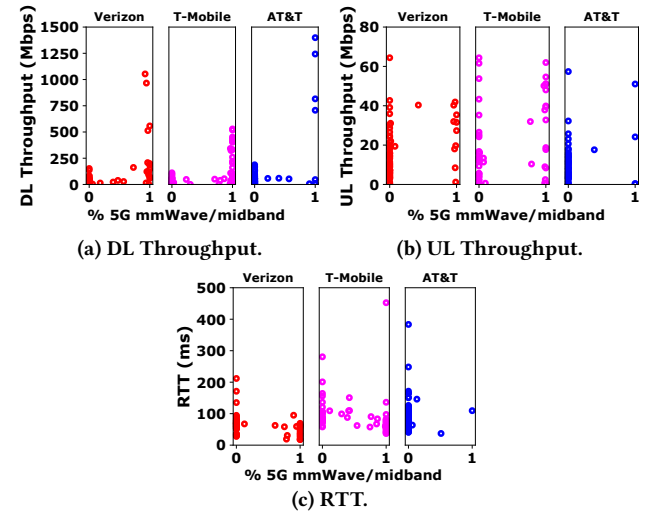 Verizon T-Mobile AT&T
DL Throughput (Mbps)
1500
1250
1000
750
500
250
0
0 1 0 1 0 1
% 5G mmWave/midband
(a) DL Throughput.
Verizon T-Mobile AT&T
UL Throughput (Mbps)
80
60
40
20
0
0 1 0 1 0 1
% 5G mmWave/midband
(b) UL Throughput.
Verizon T-Mobile AT&T
RTT (ms)
500
400
300
200
100
0
0 1 0 1 0 1
% 5G mmWave/midband
(c) RTT.